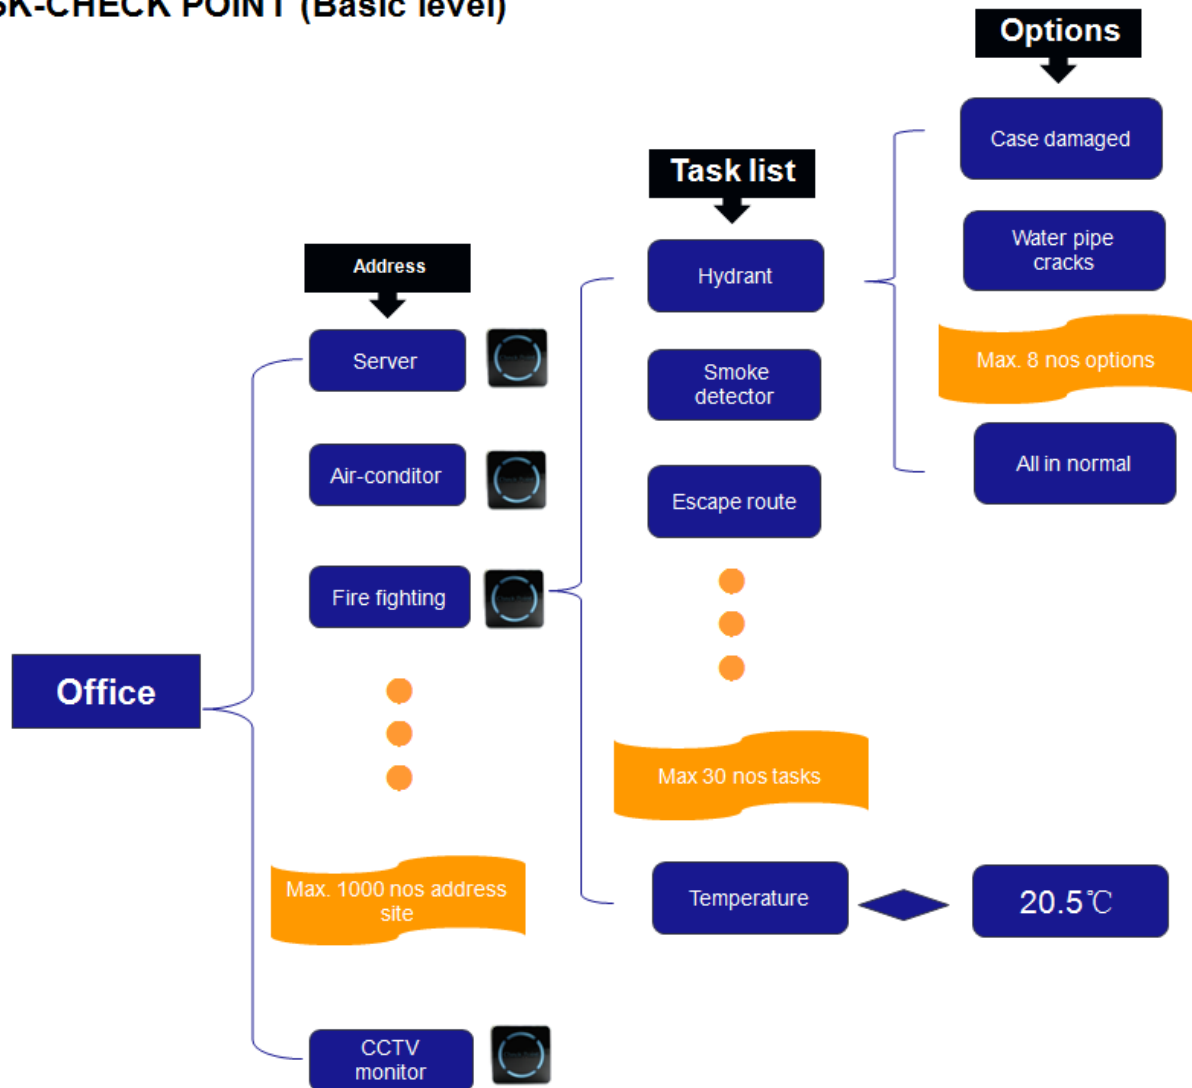 SK-CHECK POINT (Basic level)
Options
Case damaged
Task list
Water pipe
cracks
Address
Hydrant
Server
Smoke
detector
Max. 8 nos options
Air-conditor
Escape route
All in normal
Fire fighting
Office
Max 30 nos tasks
Max. 1000 nos address
site
Temperature
20.5℃
CCTV
monitor